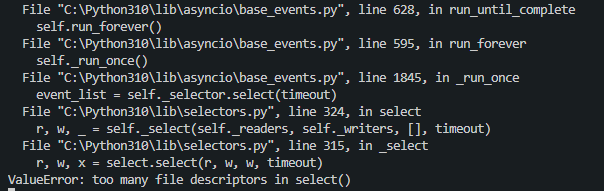 File "C:\Python310\lib\asyncio\base_events.py", line 628, in run_until_complete
self.run_forever()
File "C:\Python310\lib\asyncio\base_events.py", line 595, in run_forever
self._run_once()
File "C:\Python310\lib\asyncio\base_events.py", line 1845, in _run_once
event_list = self._selector.select(timeout)
File "C:\Python310\lib\selectors.py", line 324, in select
r, w, _ = self._select(self._readers, self._writers, [], timeout)
File "C:\Python310\lib\selectors.py", line 315, in _select
r, w, x = select.select(r, w, w, timeout)
ValueError: too many file descriptors in select()